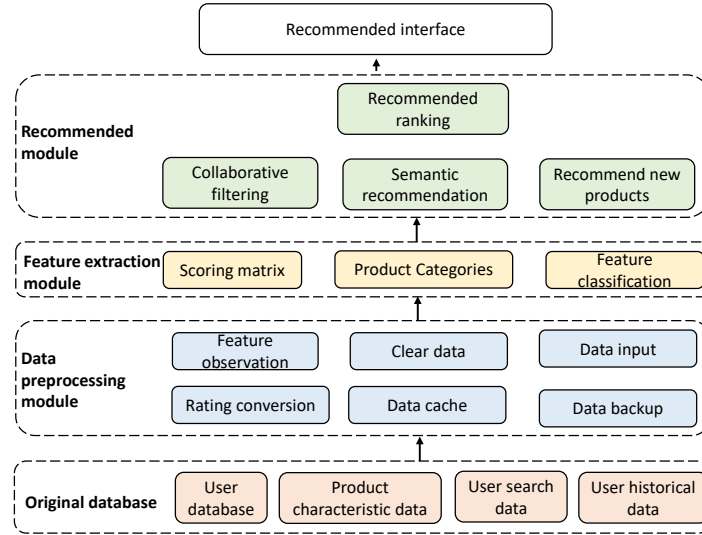 Recommended interface
Recommended
module
Recommended
ranking
Collaborative
filtering
Semantic
recommendation
Recommend new
products
Feature extraction
module
Scoring matrix
Product Categories
Feature
classification
Data
preprocessing
module
Feature
observation
Clear data
Data input
Rating conversion
Data cache
Data backup
Original database
User
database
Product
characteristic data
User search
data
User historical
data